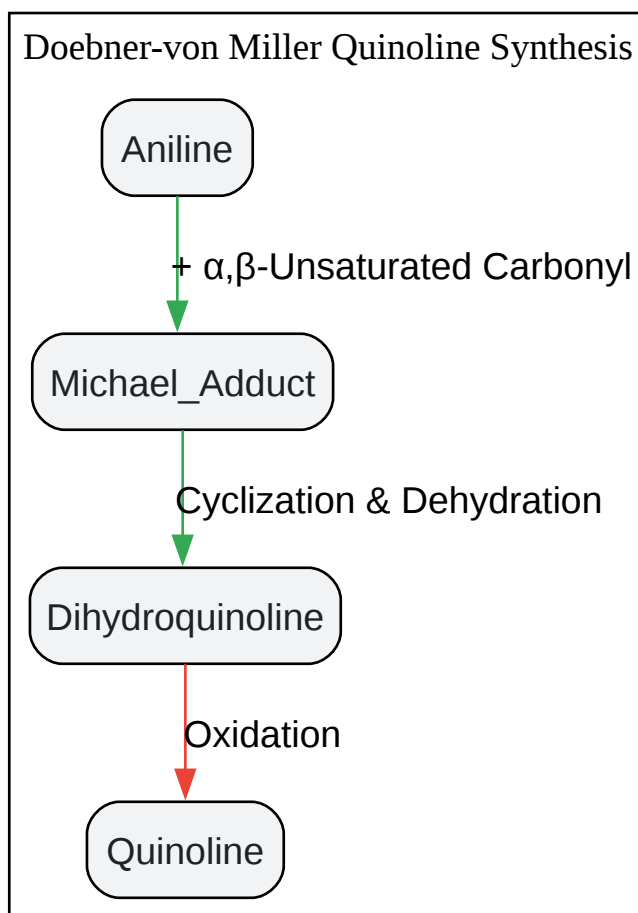 Doebner-von Miller Quinoline Synthesis
Aniline
+ α,β-Unsaturated Carbonyl
Michael_Adduct
Cyclization & Dehydration
Dihydroquinoline
Oxidation
Quinoline